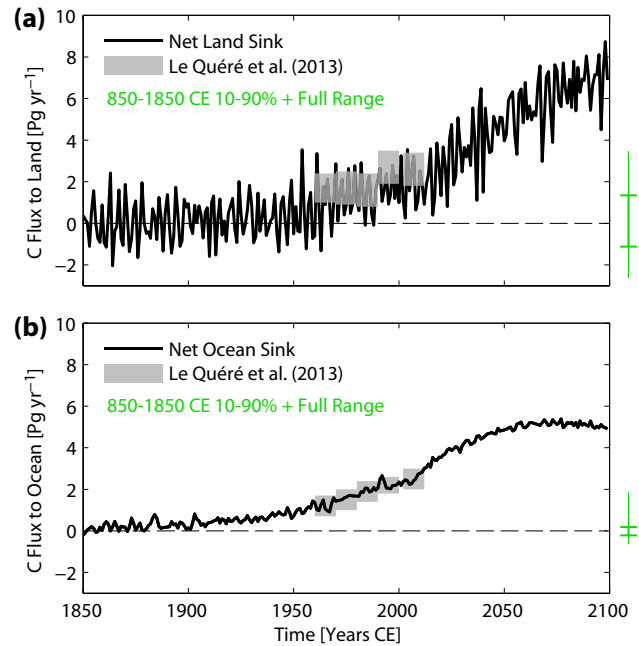 (a)
10
8
6
4
2
0
−2
C Flux to Land [Pg yr−1]
Net Land Sink
Le Quéré et al. (2013)
850-1850 CE 10-90% + Full Range
(b)
10
8
6
4
2
0
−2
C Flux to Ocean [Pg yr−1]
Net Ocean Sink
Le Quéré et al. (2013)
850-1850 CE 10-90% + Full Range
1850 1900 1950 2000 2050 2100
Time [Years CE]